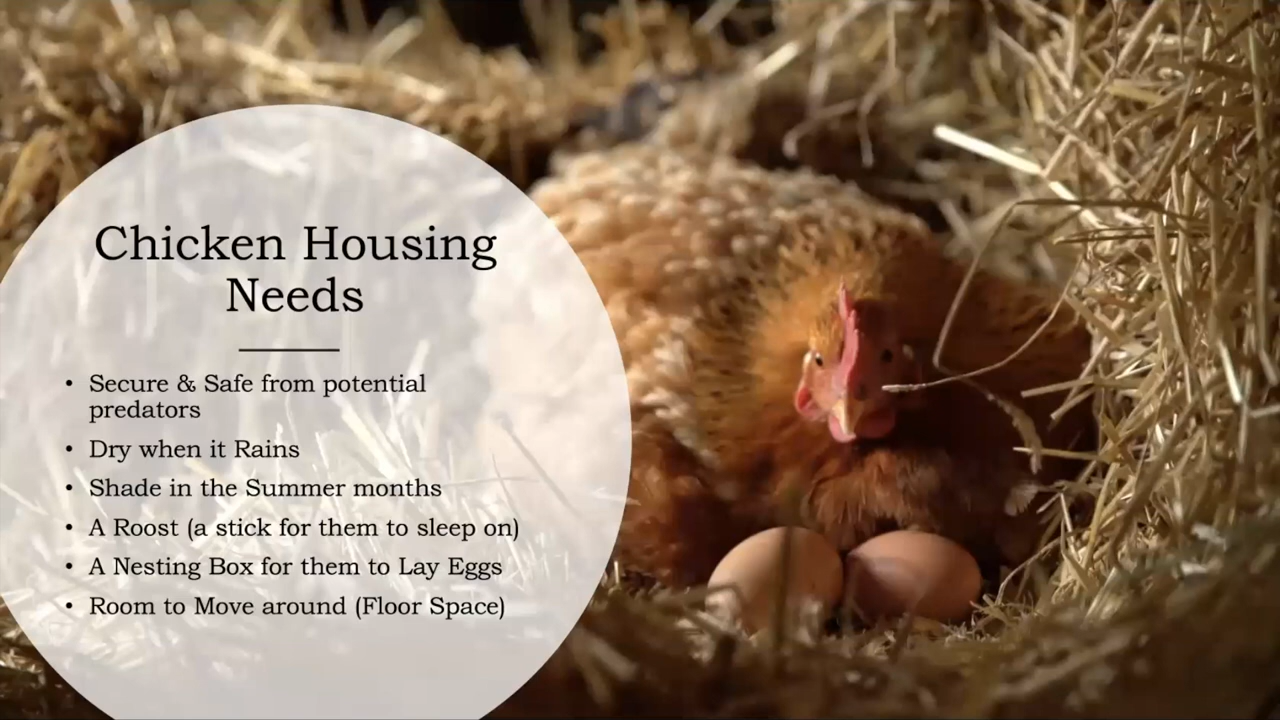 Chicken Housing
Needs
• Secure & Safe from potential
predators
• Dry when it Rains
• Shade in the Summer months
• A Roost (a stick for them to sleep on)
• A Nesting Box for them to Lay Eggs
• Room to Move around (Floor Space)